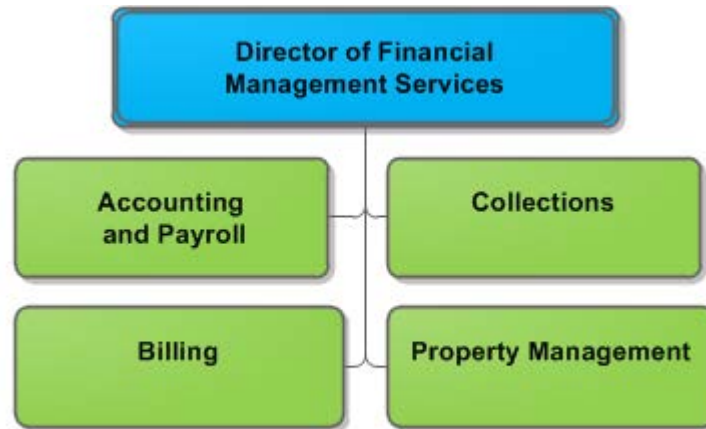 Director of Financial
Management Services
Accounting
and Payroll
Collections
Billing
Property Management